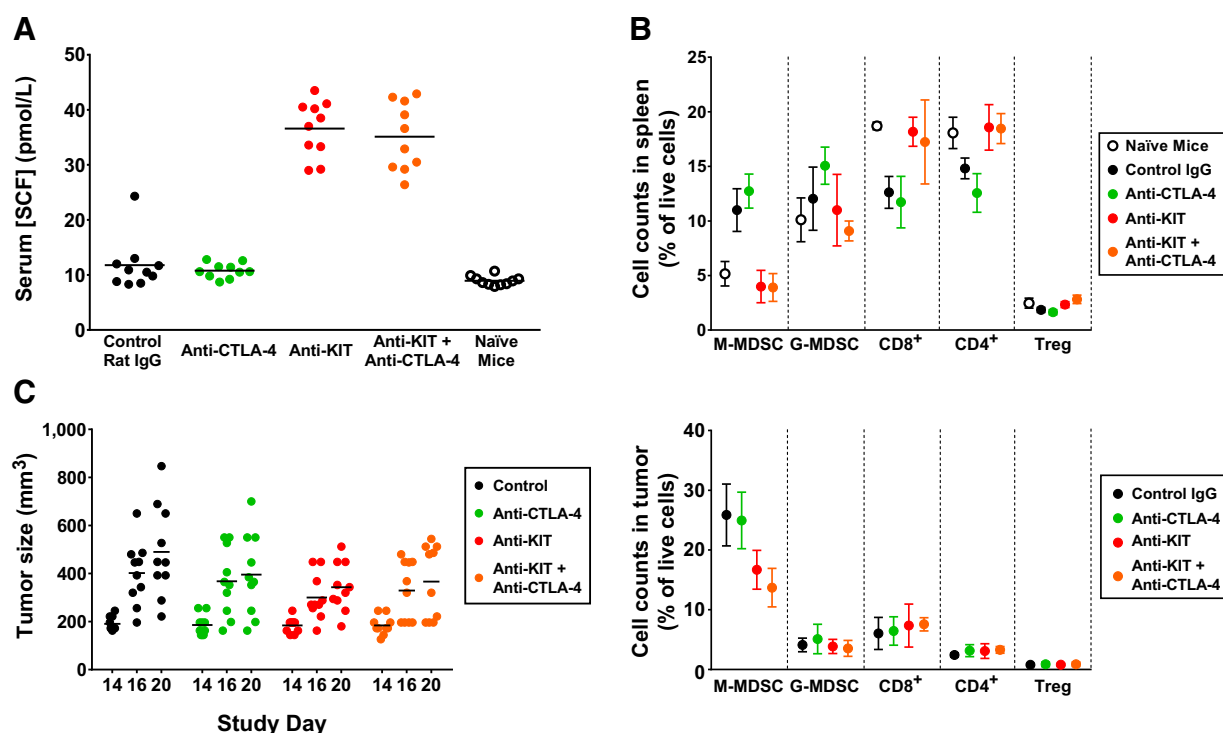 A
Serum [SCF] (pmol/L)
50
40
30
20
10
0
Control
Rat IgG
Anti-CTLA-4
Anti-KIT
Anti-KIT +
Anti-CTLA-4
Naïve
Mice
B
Cell counts in spleen
(% of live cells)
25
20
15
10
5
0
M-MDSC
G-MDSC
CD8+
CD4+
Treg
Naïve Mice
Control IgG
Anti-CTLA-4
Anti-KIT
Anti-KIT +
Anti-CTLA-4
C
Tumor size (mm3)
1,000
800
600
400
200
0
14 16 20
14 16 20
14 16 20
14 16 20
Study Day
Control
Anti-CTLA-4
Anti-KIT
Anti-KIT +
Anti-CTLA-4
Cell counts in tumor
(% of live cells)
40
30
20
10
0
M-MDSC
G-MDSC
CD8+
CD4+
Treg
Control IgG
Anti-CTLA-4
Anti-KIT
Anti-KIT +
Anti-CTLA-4